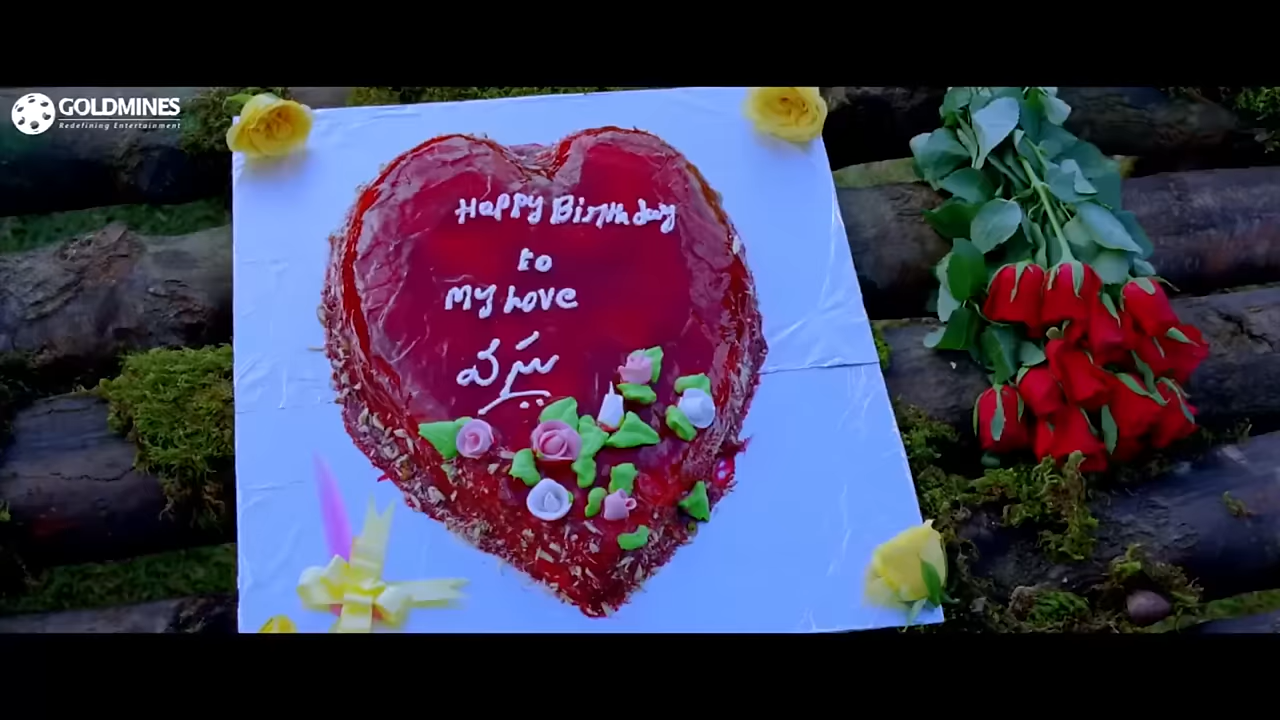 GOLDMINES
Redefining Entertainment
Happy Birthday
to
My Love